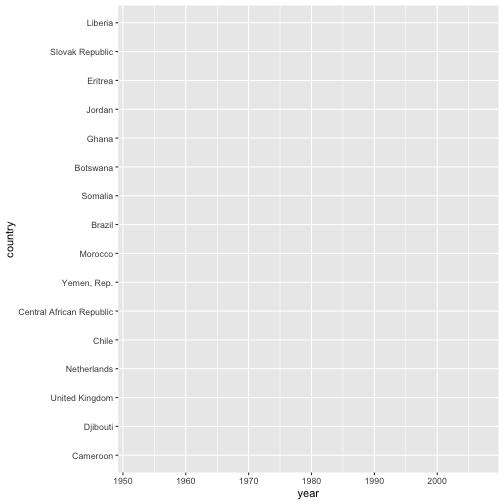 Liberia
Slovak Republic
Eritrea
Jordan
Ghana
Botswana
Somalia
Brazil
Morocco
Yemen, Rep.
Central African Republic
Chile
Netherlands
United Kingdom
Djibouti
Cameroon
country
1950 1960 1970 1980 1990 2000
year